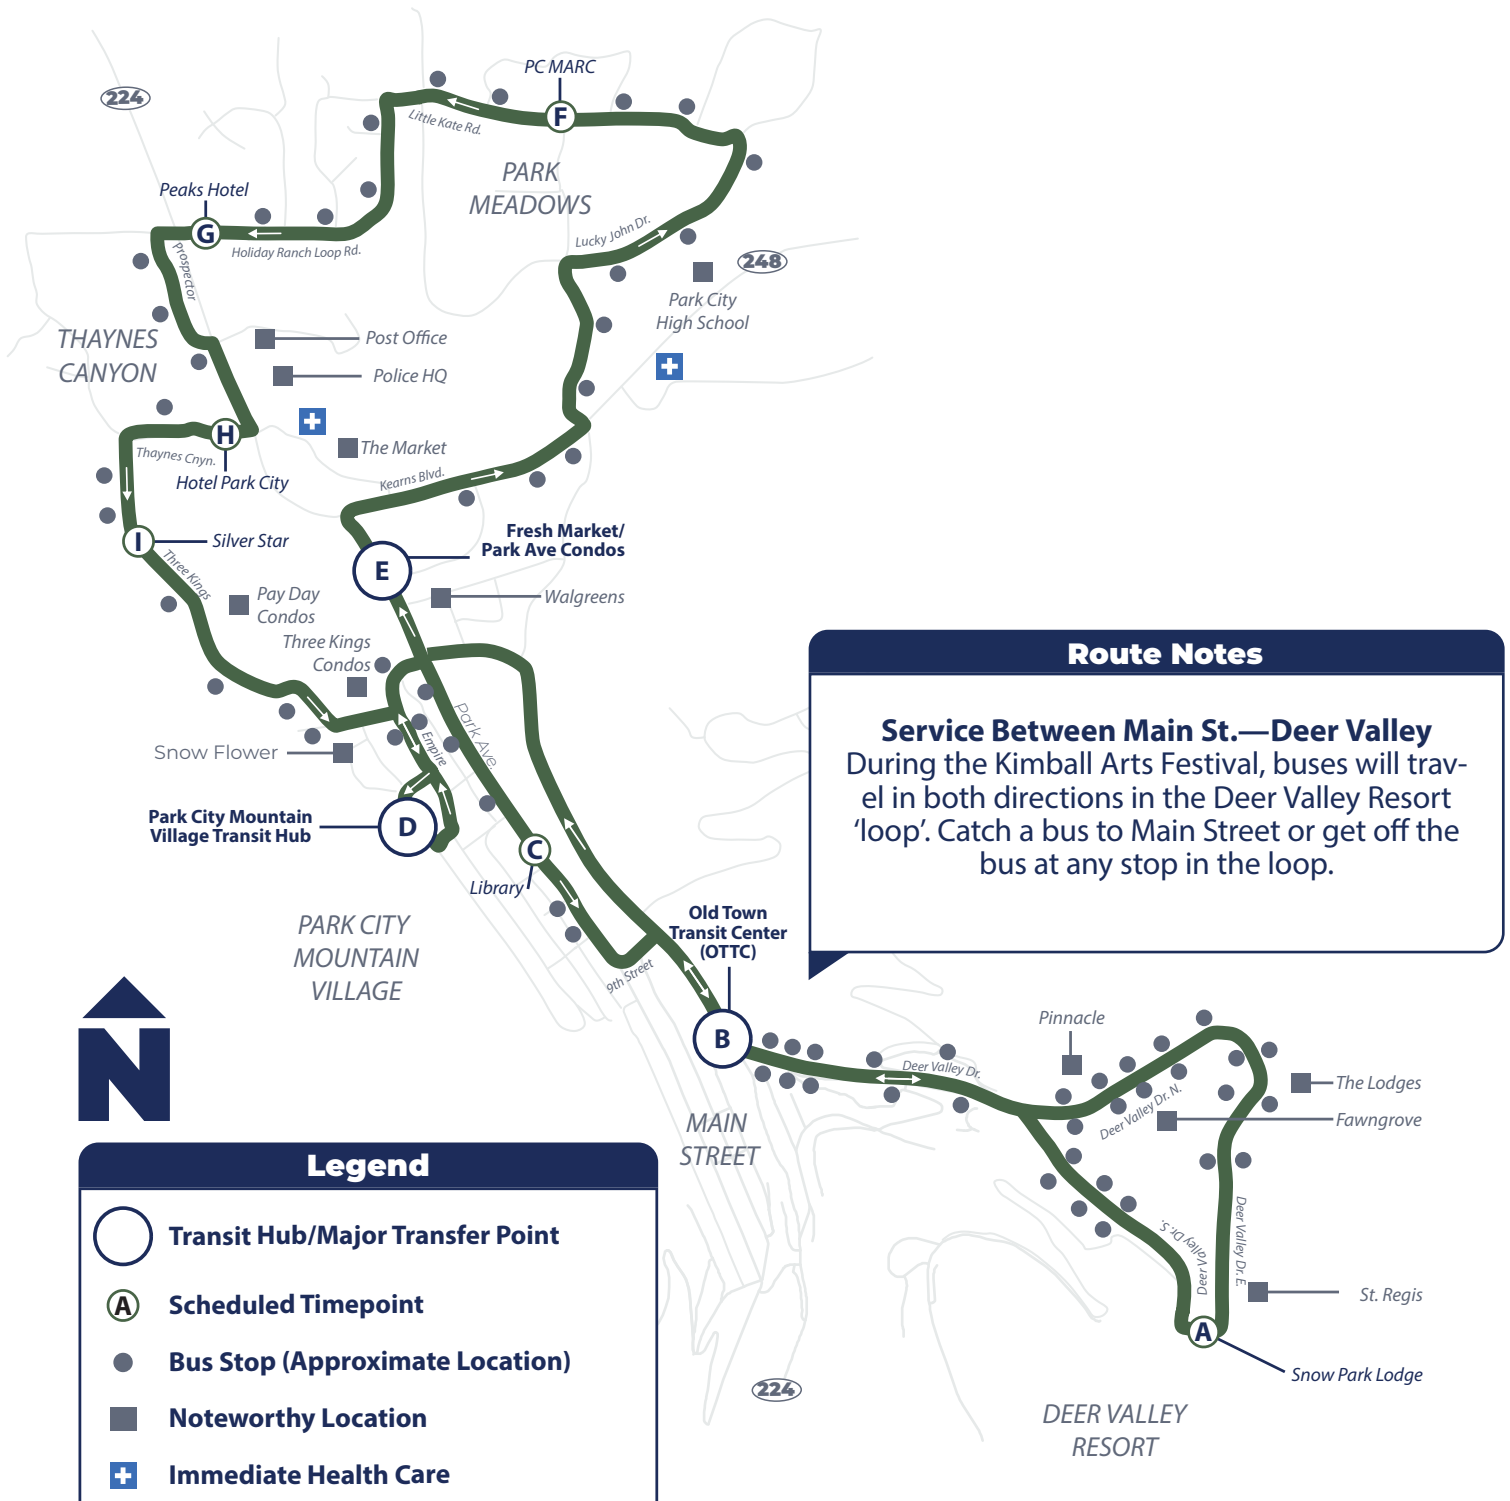 PC MARC
224
F
Little Kate Rd.
PARK
MEADOWS
Peaks Hotel
G
Holiday Ranch Loop Rd.
Prospector
Lucky John Dr.
248
Park City
High School
THAYNES
CANYON
Post Office
Police HQ
H
The Market
Thaynes Cnyn.
Hotel Park City
Kearns Blvd.
I
Silver Star
Three Kings
Fresh Market/
Park Ave Condos
E
Walgreens
Pay Day
Condos
Three Kings
Condos
Park Ave.
Empire
Snow Flower
Park City Mountain
Village Transit Hub
D
C
Library
PARK CITY
MOUNTAIN
VILLAGE
9th Street
Old Town
Transit Center
(OTTC)
B
Route Notes
Service Between Main St.—Deer Valley
During the Kimball Arts Festival, buses will trav-
el in both directions in the Deer Valley Resort
‘loop’. Catch a bus to Main Street or get off the
bus at any stop in the loop.
N
Pinnacle
Deer Valley Dr.
Deer Valley Dr. N.
The Lodges
Fawngrove
MAIN
STREET
Deer Valley Dr. S.
Deer Valley Dr. E.
St. Regis
A
Snow Park Lodge
224
DEER VALLEY
RESORT
Legend
Transit Hub/Major Transfer Point
A Scheduled Timepoint
Bus Stop (Approximate Location)
Noteworthy Location
Immediate Health Care